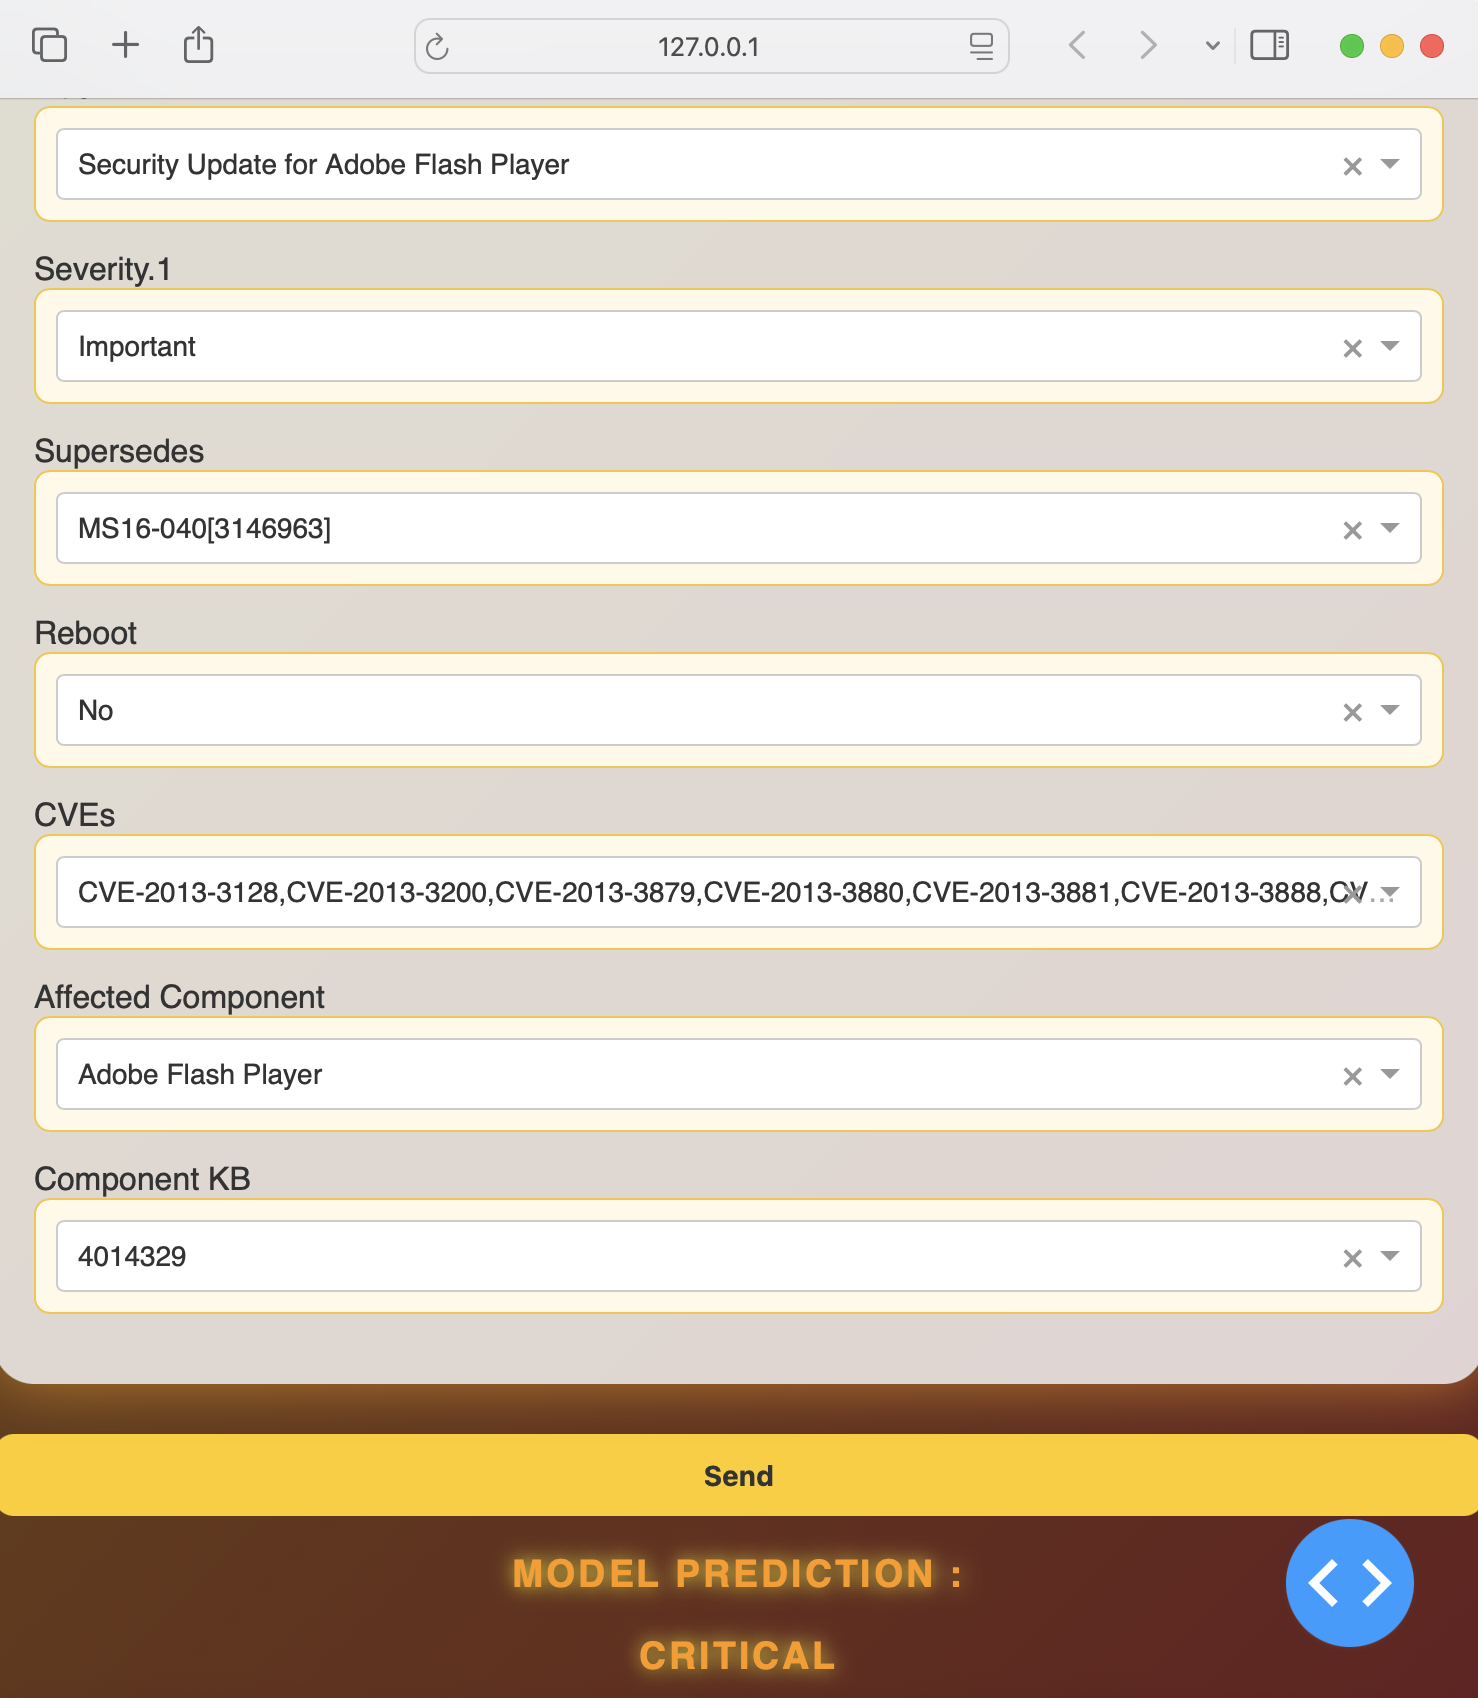 127.0.0.1
Security Update for Adobe Flash Player
Severity.1
Important
Supersedes
MS16-040[3146963]
Reboot
No
CVEs
CVE-2013-3128,CVE-2013-3200,CVE-2013-3879,CVE-2013-3880,CVE-2013-3881,CVE-2013-3888,CV...
Affected Component
Adobe Flash Player
Component KB
4014329
Send
MODEL PREDICTION :
CRITICAL